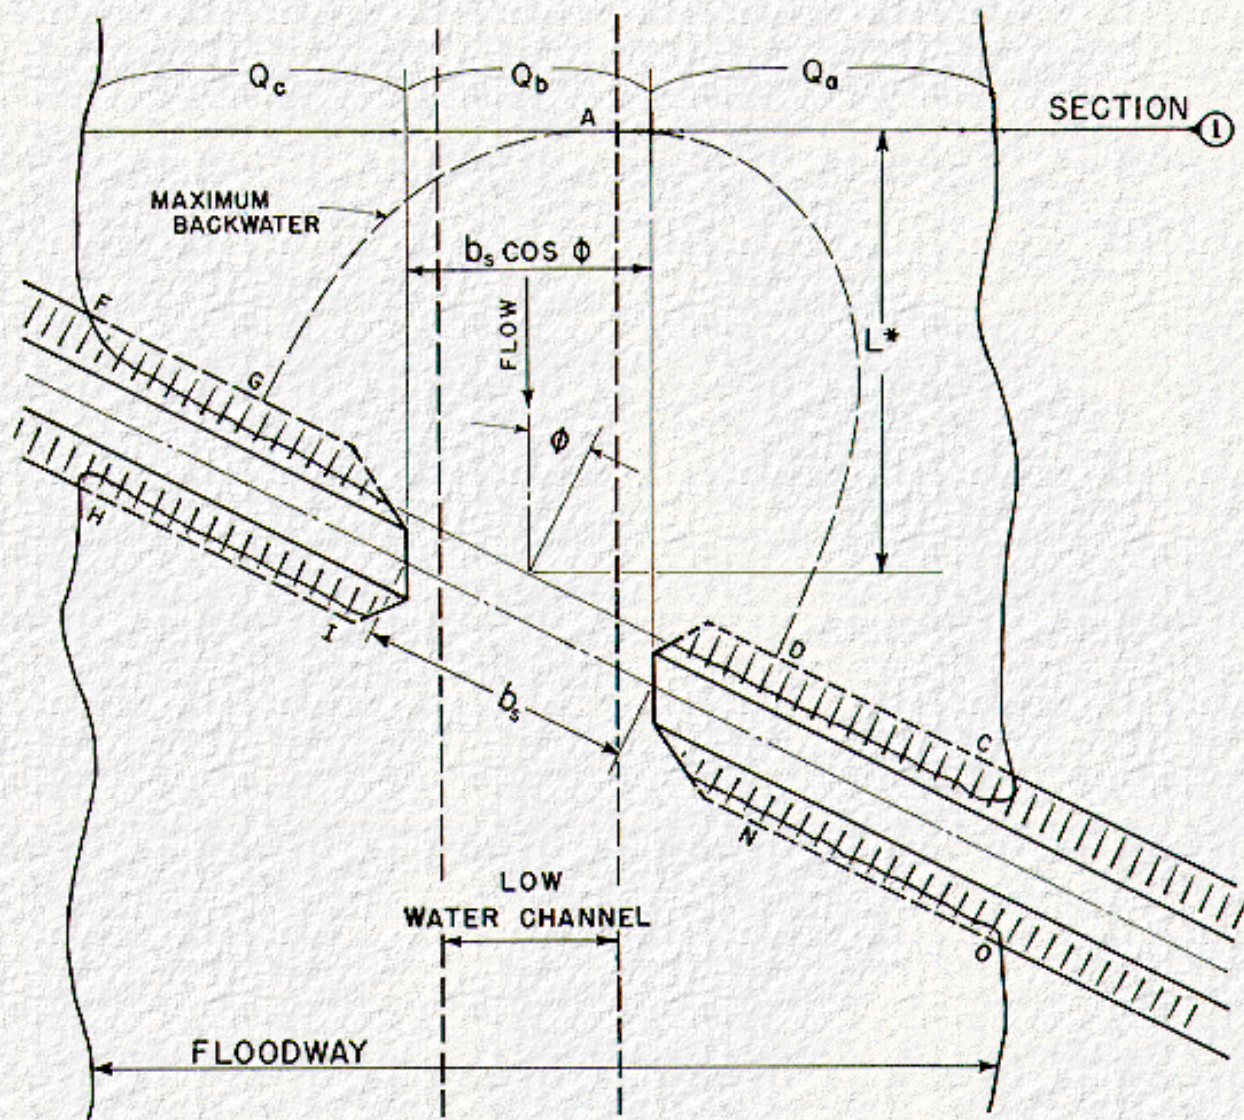 Qc Qb Qa
SECTION 1
A
MAXIMUM
BACKWATER
bs cos ϕ
FLOW
L*
F
G
ϕ
H
I
D
bs
C
N
LOW
WATER CHANNEL
O
FLOODWAY